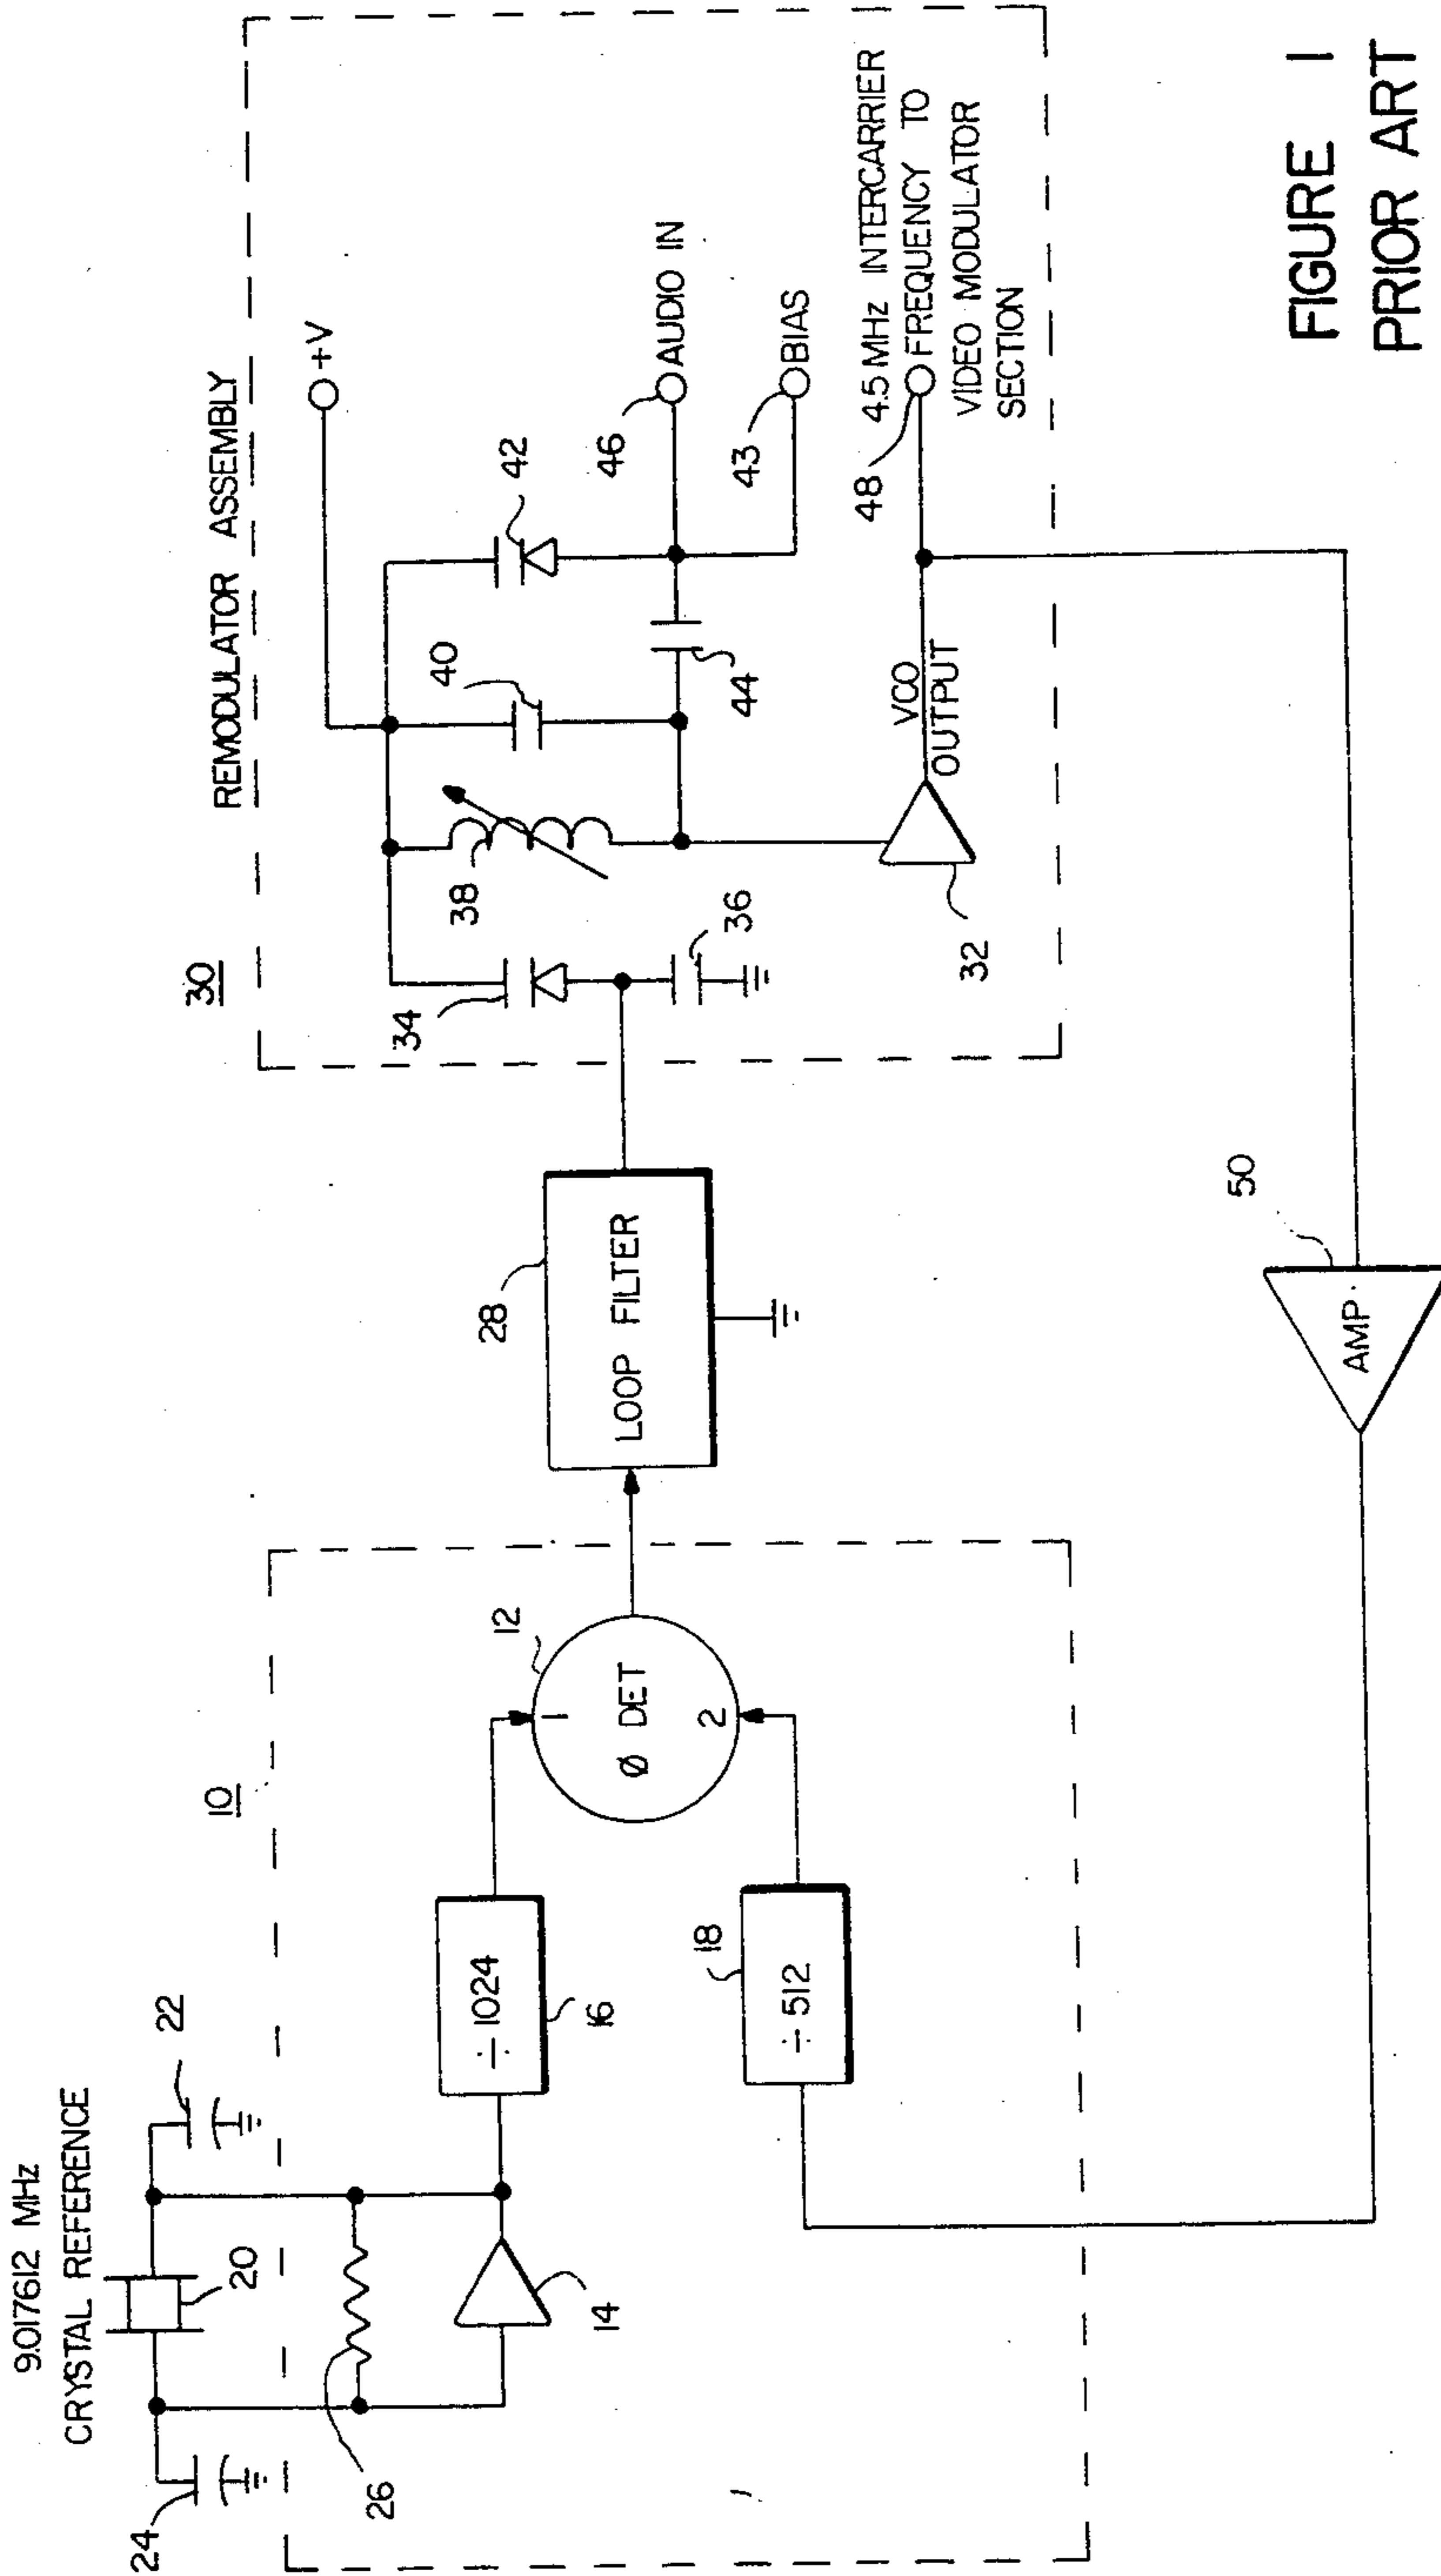 9.017612 MHz
CRYSTAL REFERENCE
24
20
22
26
14
÷ 1024
16
10
÷ 512
18
12
1
Ø DET
2
28
LOOP FILTER
30
REMODULATOR ASSEMBLY
+V
34
36
38
40
42
44
46
AUDIO IN
43
BIAS
32
VCO
OUTPUT
48
4.5 MHz INTERCARRIER
FREQUENCY TO
VIDEO MODULATOR
SECTION
50
AMP.
FIGURE 1
PRIOR ART